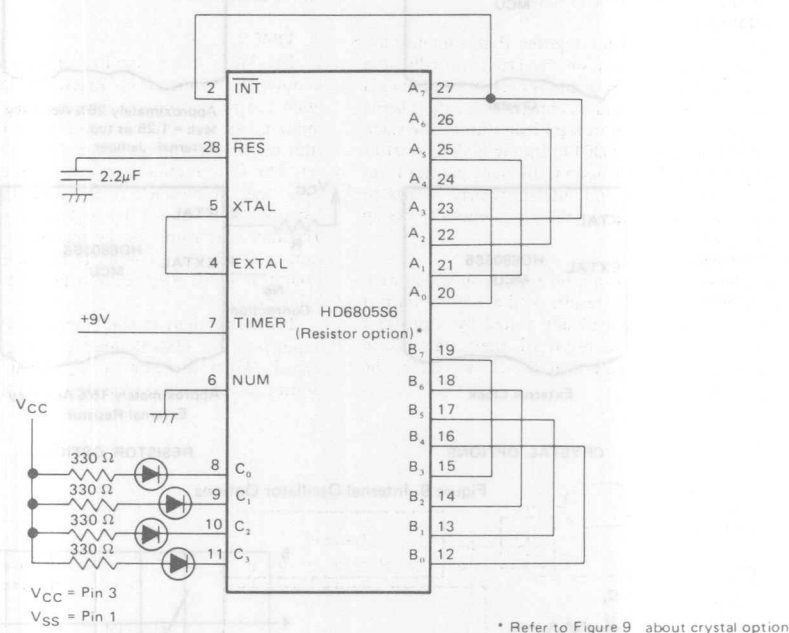 2 INT
28 RES
2.2μF
5 XTAL
4 EXTAL
+9V
7 TIMER
6 NUM
VCC
330 Ω
8 C0
330 Ω
9 C1
330 Ω
10 C2
330 Ω
11 C3
VCC = Pin 3
VSS = Pin 1
HD6805S6
(Resistor option)*
A7 27
A6 26
A5 25
A4 24
A3 23
A2 22
A1 21
A0 20
B7 19
B6 18
B5 17
B4 16
B3 15
B2 14
B1 13
B0 12
* Refer to Figure 9 about crystal option